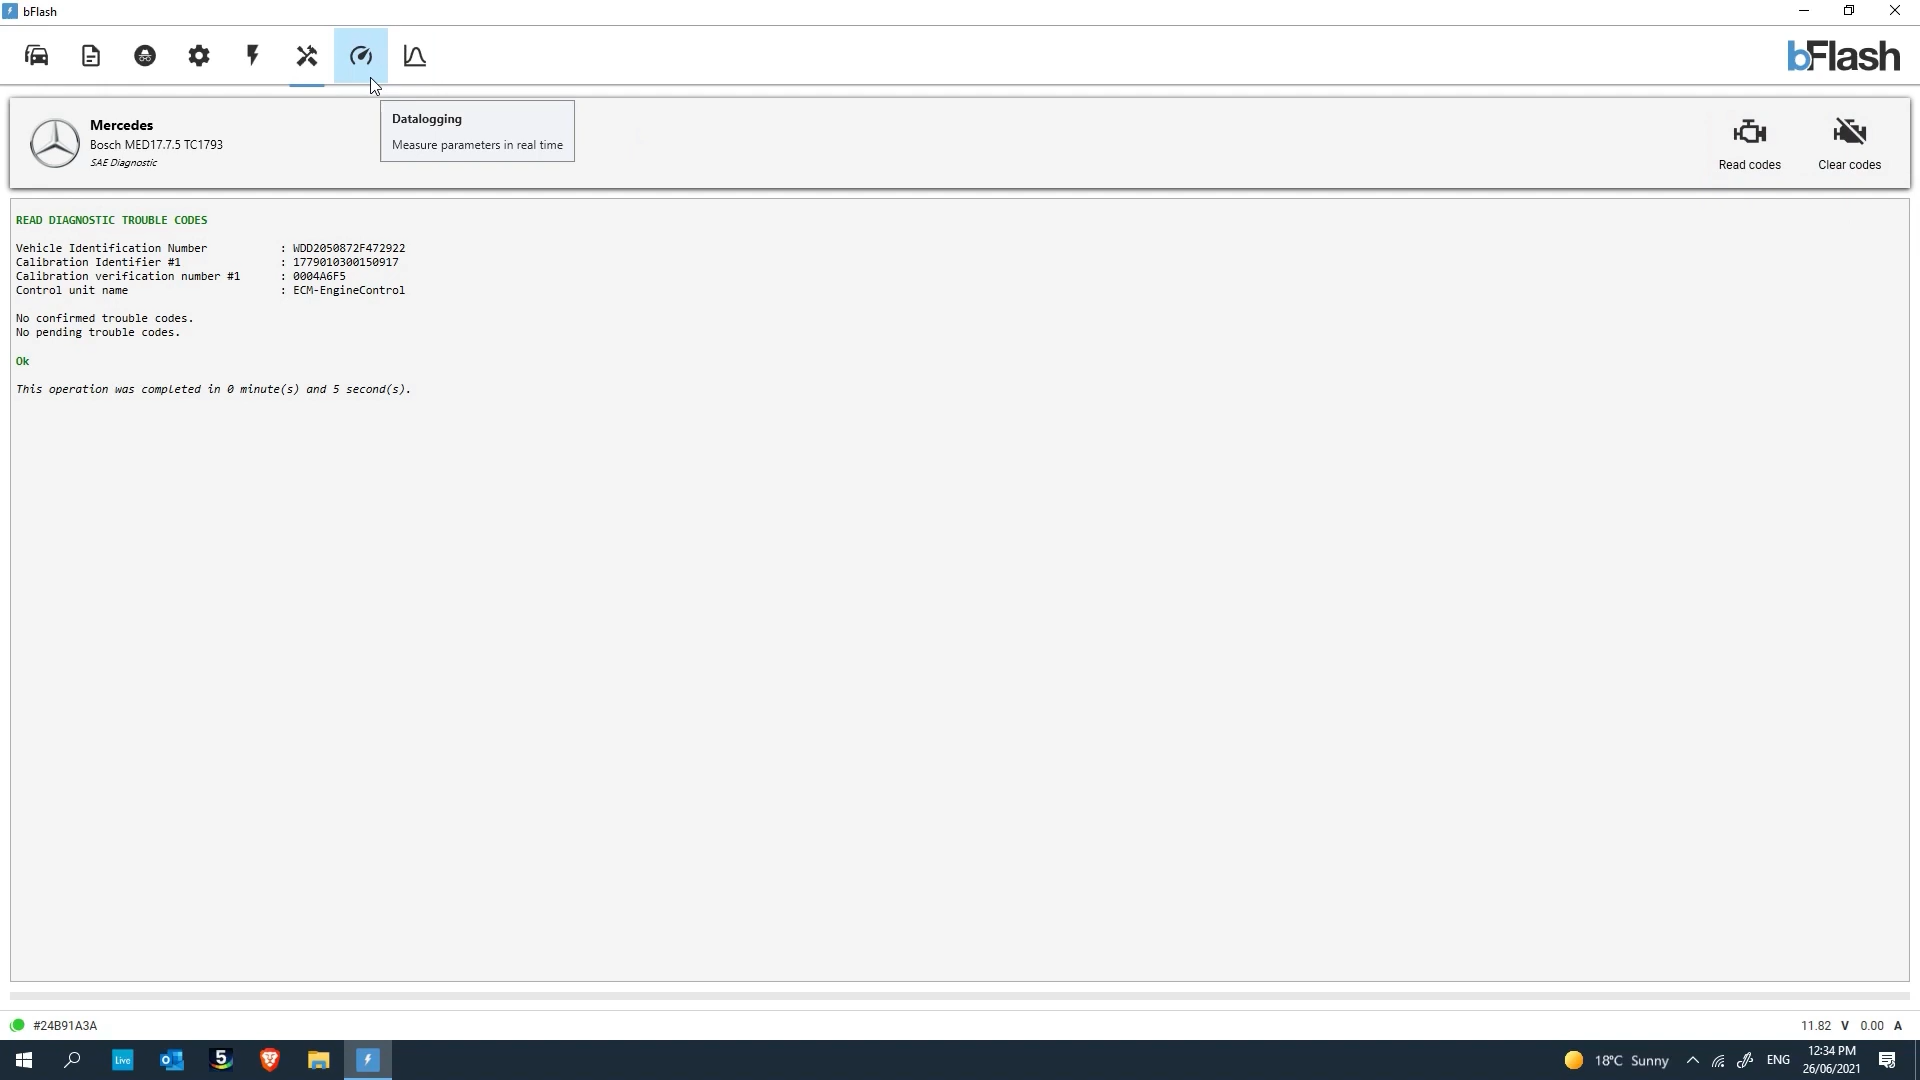 bFlash
bFlash
Mercedes
Bosch MED17.7.5 TC1793
SAE Diagnostic
Datalogging
Measure parameters in real time
Read codes
Clear codes
READ DIAGNOSTIC TROUBLE CODES
Vehicle Identification Number : WDD2050872F472922
Calibration Identifier #1 : 1779010300150917
Calibration verification number #1 : 0004A6F5
Control unit name : ECM-EngineControl
No confirmed trouble codes.
No pending trouble codes.
Ok
This operation was completed in 0 minute(s) and 5 second(s).
#24B91A3A
11.82 V 0.00 A
Live
5
18°C Sunny
ENG
12:34 PM
26/06/2021